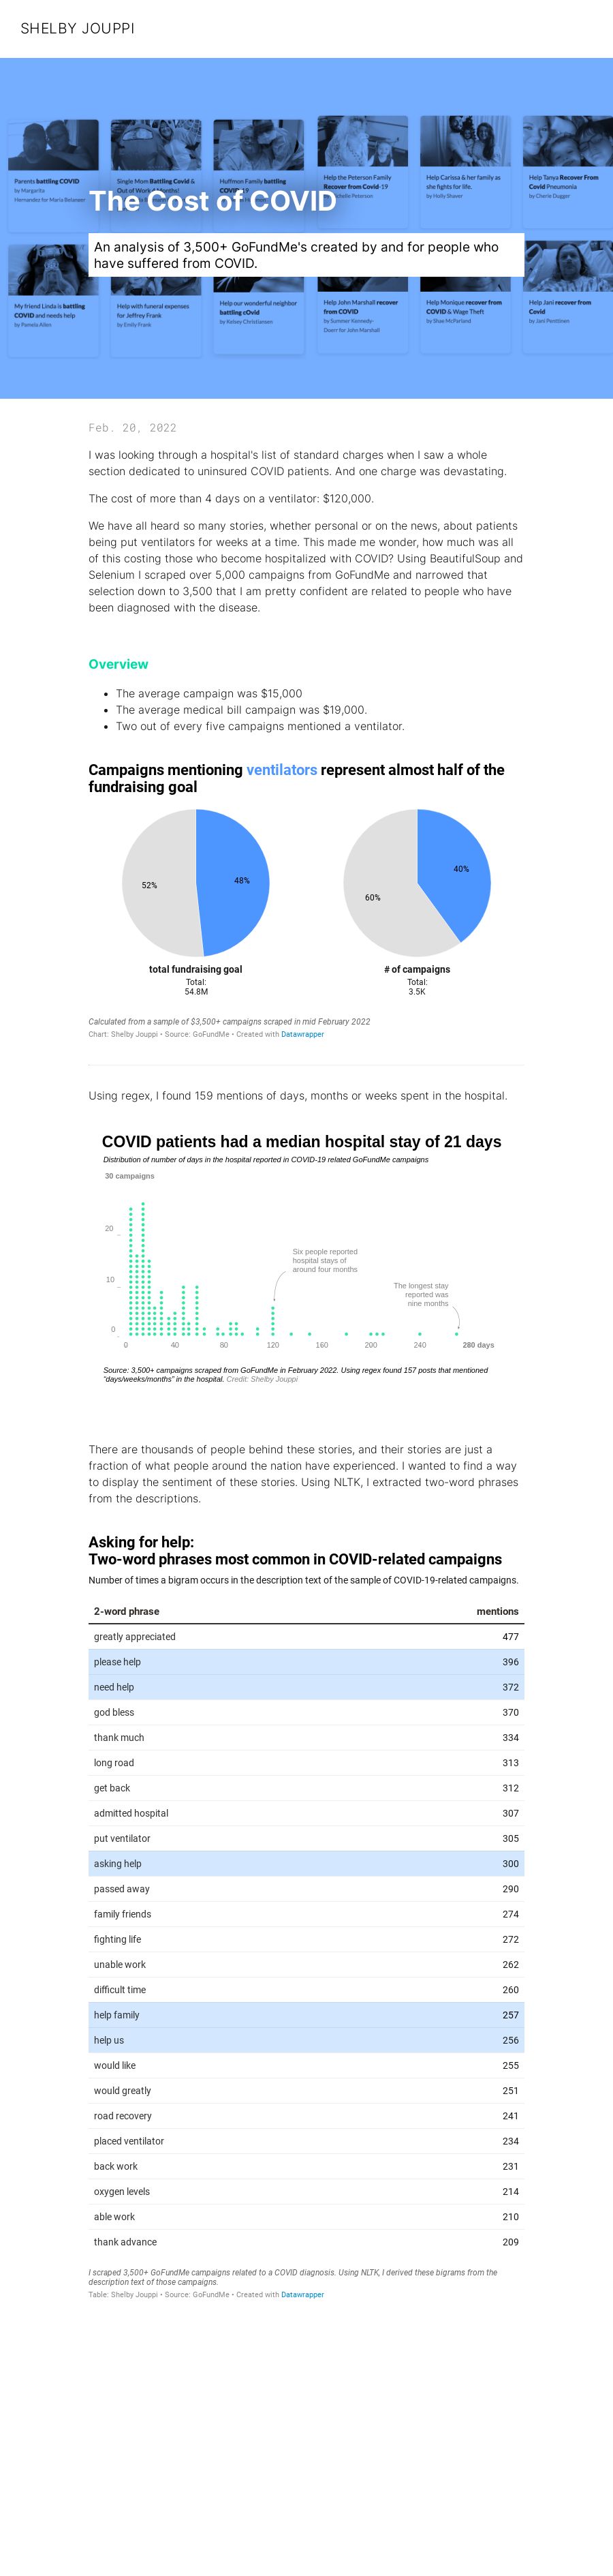 SHELBY JOUPPI
Parents battling COVID
by Margarita
Hernandez for Maria Belanger
Single Mom Battling Covid &
Out of Work
Months!
Huffman Family battling
Help the Peterson Family
Recover from Covid-19
Michelle Peterson
Help Carissa & her family as
she fights for life.
by Holly Shaver
Help Tanya Recover From
Covid Pneumonia
by Cherie Dugger
The Cost of COVID
An analysis of 3,500+ GoFundMe's created by and for people who
have suffered from COVID.
My friend Linda is battling
COVID and needs help
by Pamela Allen
Help with funeral expenses
for Jeffrey Frank
by Emily Frank
Help our wonderful neighbor
battling cOvid
by Kelsey Christiansen
Help John Marshall recover
from COVID
by Summer Kennedy-
Doerr for John Marshall
Help Monique recover from
COVID & Wage Theft
by Shae McParland
Help Jani recover from
Covid
by Jani Penttinen
Feb. 20, 2022
I was looking through a hospital's list of standard charges when I saw a whole
section dedicated to uninsured COVID patients. And one charge was devastating.
The cost of more than 4 days on a ventilator: $120,000.
We have all heard so many stories, whether personal or on the news, about patients
being put ventilators for weeks at a time. This made me wonder, how much was all
of this costing those who become hospitalized with COVID? Using BeautifulSoup and
Selenium I scraped over 5,000 campaigns from GoFundMe and narrowed that
selection down to 3,500 that I am pretty confident are related to people who have
been diagnosed with the disease.
Overview
• The average campaign was $15,000
• The average medical bill campaign was $19,000.
• Two out of every five campaigns mentioned a ventilator.
Campaigns mentioning ventilators represent almost half of the
fundraising goal
52%
48%
60%
40%
total fundraising goal
Total:
54.8M
# of campaigns
Total:
3.5K
Calculated from a sample of $3,500+ campaigns scraped in mid February 2022
Chart: Shelby Jouppi • Source: GoFundMe • Created with Datawrapper
Using regex, I found 159 mentions of days, months or weeks spent in the hospital.
COVID patients had a median hospital stay of 21 days
Distribution of number of days in the hospital reported in COVID-19 related GoFundMe campaigns
30 campaigns
20
10
0
Six people reported
hospital stays of
around four months
The longest stay
reported was
nine months
0 40 80 120 160 200 240 280 days
Source: 3,500+ campaigns scraped from GoFundMe in February 2022. Using regex found 157 posts that mentioned
"days/weeks/months" in the hospital. Credit: Shelby Jouppi
There are thousands of people behind these stories, and their stories are just a
fraction of what people around the nation have experienced. I wanted to find a way
to display the sentiment of these stories. Using NLTK, I extracted two-word phrases
from the descriptions.
Asking for help:
Two-word phrases most common in COVID-related campaigns
Number of times a bigram occurs in the description text of the sample of COVID-19-related campaigns.
2-word phrase mentions
greatly appreciated 477
please help 396
need help 372
god bless 370
thank much 334
long road 313
get back 312
admitted hospital 307
put ventilator 305
asking help 300
passed away 290
family friends 274
fighting life 272
unable work 262
difficult time 260
help family 257
help us 256
would like 255
would greatly 251
road recovery 241
placed ventilator 234
back work 231
oxygen levels 214
able work 210
thank advance 209
I scraped 3,500+ GoFundMe campaigns related to a COVID diagnosis. Using NLTK, I derived these bigrams from the
description text of those campaigns.
Table: Shelby Jouppi • Source: GoFundMe • Created with Datawrapper